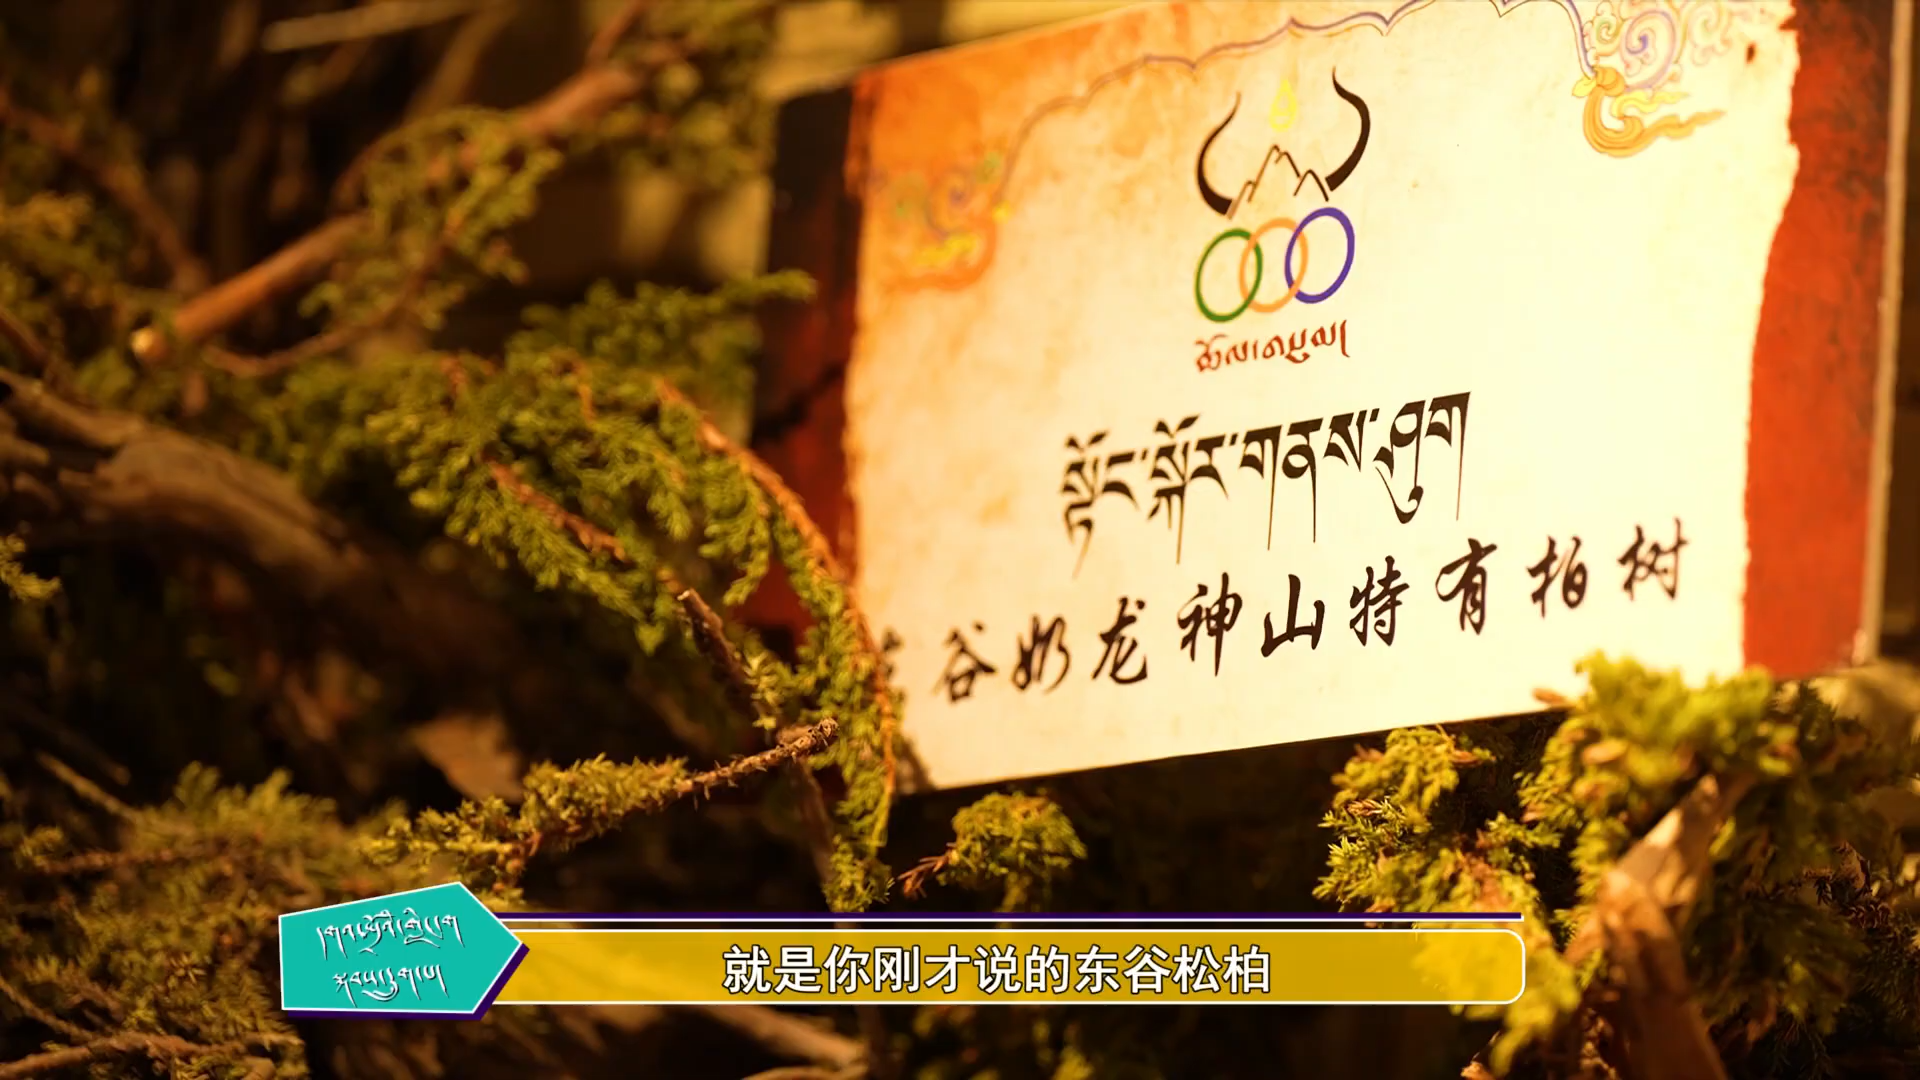 སྟོང་སྐོར་གནས་ཤུག
谷奶龙神山特有柏树
就是你刚才说的东谷松柏